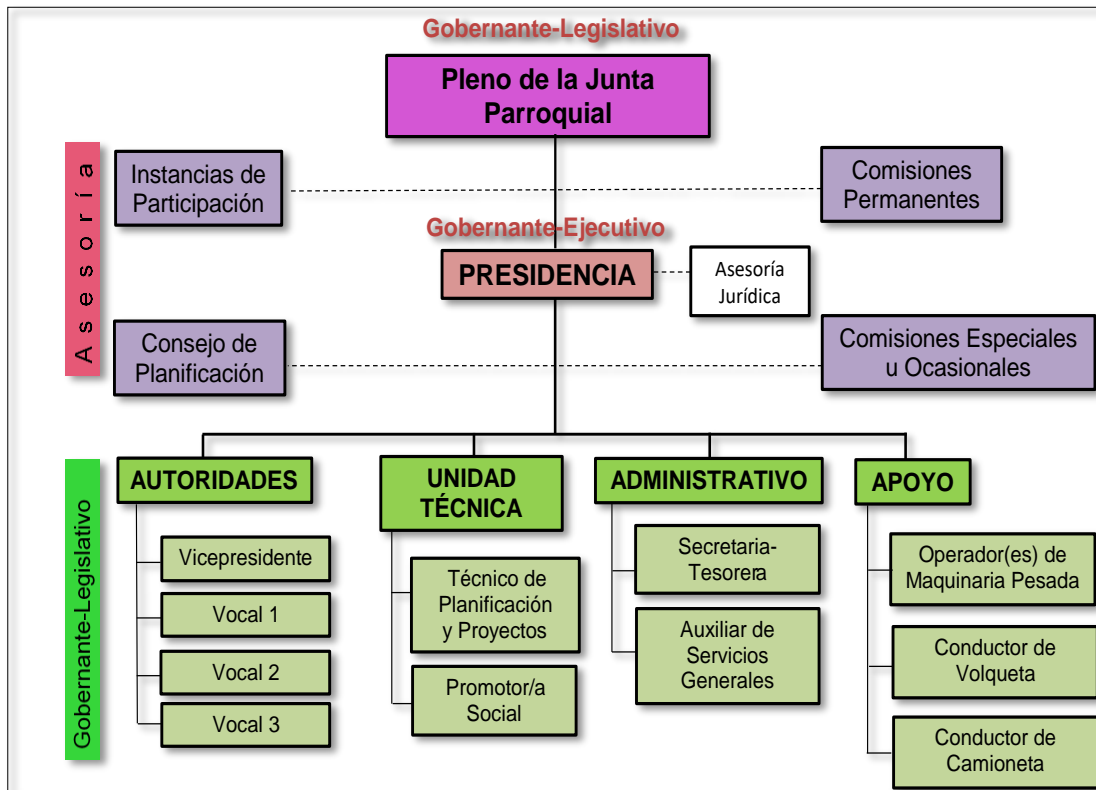 Gobernante-Legislativo
Pleno de la Junta
Parroquial
Asesoría
Instancias de
Participación
Comisiones
Permanentes
Gobernante-Ejecutivo
PRESIDENCIA
Asesoría
Jurídica
Consejo de
Planificación
Comisiones Especiales
u Ocasionales
Gobernante-Legislativo
AUTORIDADES
Vicepresidente
Vocal 1
Vocal 2
Vocal 3
UNIDAD
TÉCNICA
Técnico de
Planificación
y Proyectos
Promotor/a
Social
ADMINISTRATIVO
Secretaria-
Tesorera
Auxiliar de
Servicios
Generales
APOYO
Operador(es) de
Maquinaria Pesada
Conductor de
Volqueta
Conductor de
Camioneta